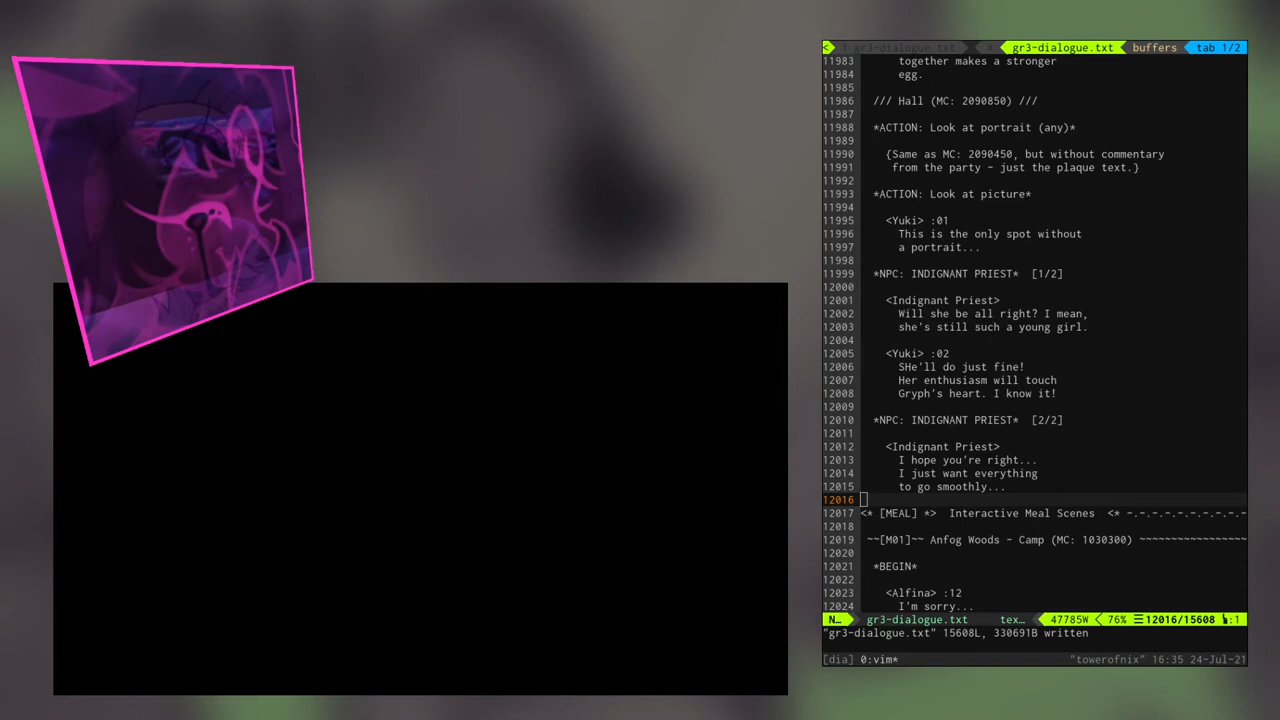 < 1 gr3-dialogue.txt X gr3-dialogue.txt buffers tab 1/2
11983 together makes a stronger
11984 egg.
11985
11986 /// Hall (MC: 2090850) ///
11987
11988 *ACTION: Look at portrait (any)*
11989
11990 {Same as MC: 2090450, but without commentary
11991 from the party - just the plaque text.}
11992
11993 *ACTION: Look at picture*
11994
11995 <Yuki> :01
11996 This is the only spot without
11997 a portrait...
11998
11999 *NPC: INDIGNANT PRIEST* [1/2]
12000
12001 <Indignant Priest>
12002 Will she be all right? I mean,
12003 she's still such a young girl.
12004
12005 <Yuki> :02
12006 SHe'll do just fine!
12007 Her enthusiasm will touch
12008 Gryph's heart. I know it!
12009
12010 *NPC: INDIGNANT PRIEST* [2/2]
12011
12012 <Indignant Priest>
12013 I hope you're right...
12014 I just want everything
12015 to go smoothly...
12016
12017 <* [MEAL] *> Interactive Meal Scenes <* -.-.-.-.-.-.-.-.-.-
12018
12019 ~~[M01]~~ Anfog Woods - Camp (MC: 1030300) ~~~~~~~~~~~~~~~~~
12020
12021 *BEGIN*
12022
12023 <Alfina> :12
12024 I'm sorry...
N… gr3-dialogue.txt tex… 47785W 76% 12016/15608 :1
"gr3-dialogue.txt" 15608L, 330691B written
[dia] 0:vim* "towerofnix" 16:35 24-Jul-21